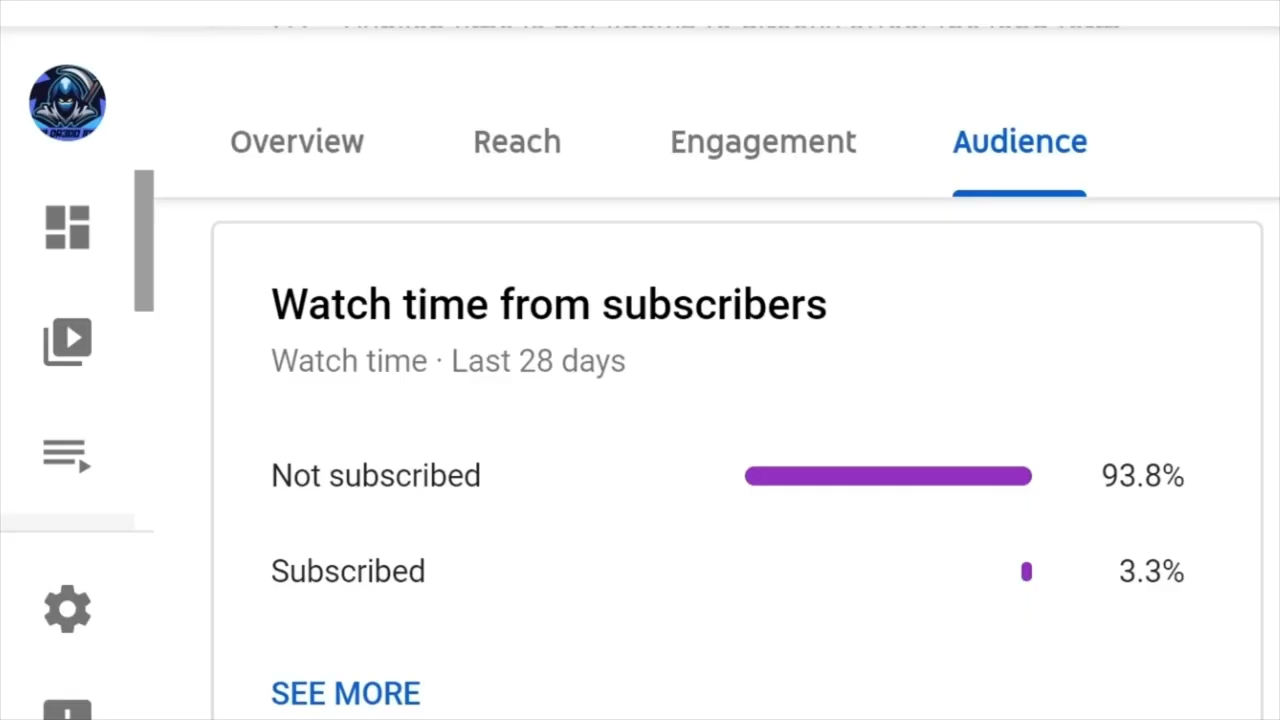 Overview Reach Engagement Audience
Watch time from subscribers
Watch time · Last 28 days
Not subscribed 93.8%
Subscribed 3.3%
SEE MORE